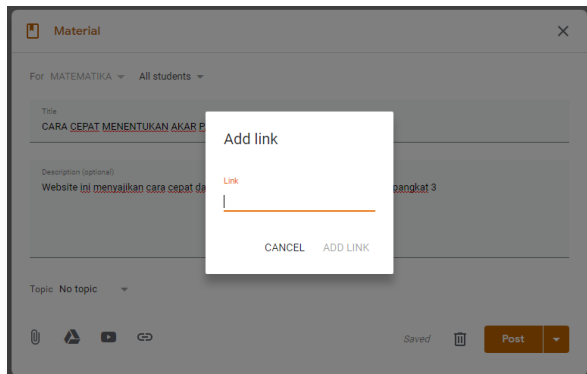 Material
For MATEMATIKA All students
Title
CARA CEPAT MENENTUKAN AKAR P
Description (optional)
Website ini menyajikan cara cepat da pangkat 3
Add link
Link
CANCEL ADD LINK
Topic No topic
Saved Post